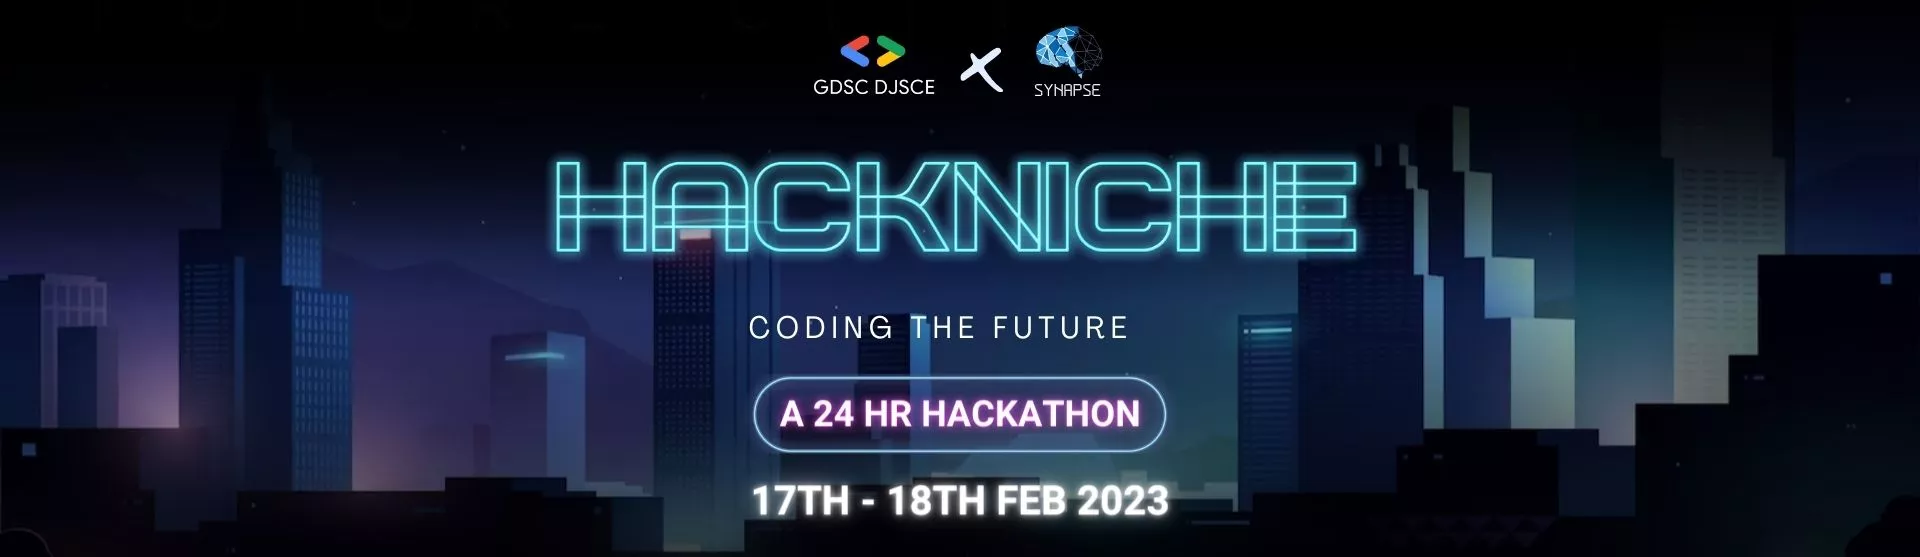 GDSC DJSCE
SYNAPSE
HACKNICHE
CODING THE FUTURE
A 24 HR HACKATHON
17TH - 18TH FEB 2023